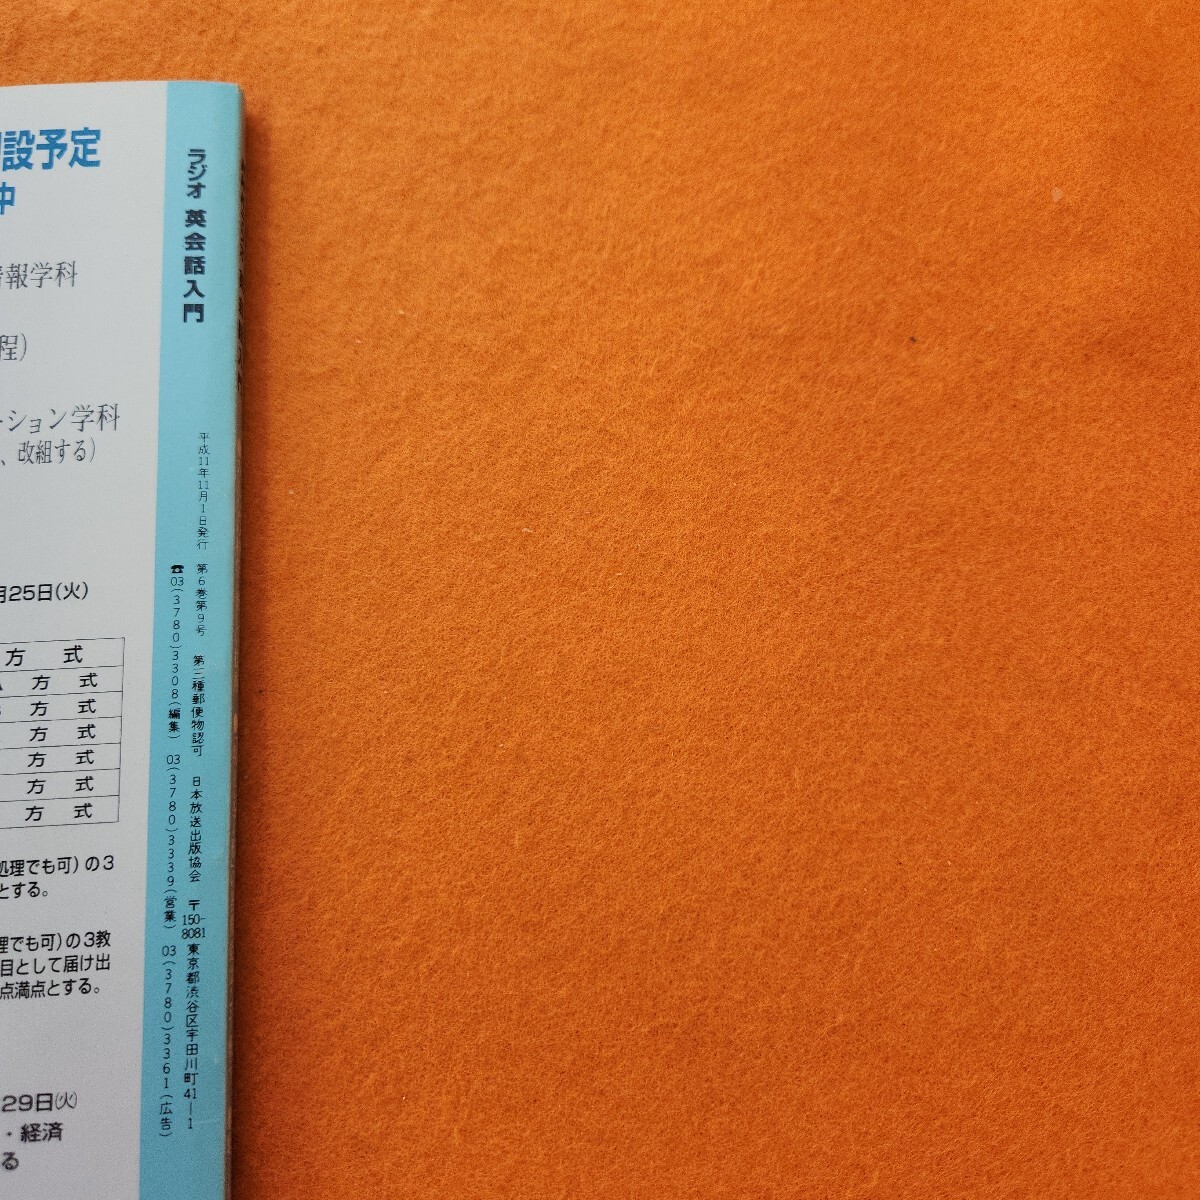 設予定
中
報学科
程)
ーション学科
、改組する)
月25日(火)
方 式
方 式
方 式
方 式
方 式
方 式
方 式
処理でも可)の3
とする。
理でも可)の3教
目として届け出
点満点とする。
29日(火)
・経済
る
ラジオ 英会話入門
平成11年11月1日発行 第6巻第9号 第三種郵便物認可 日本放送出版協会 〒150-8081 東京都渋谷区宇田川町41―1
☎03(3780)3308(編集) 03(3780)3339(営業) 03(3780)3361(広告)